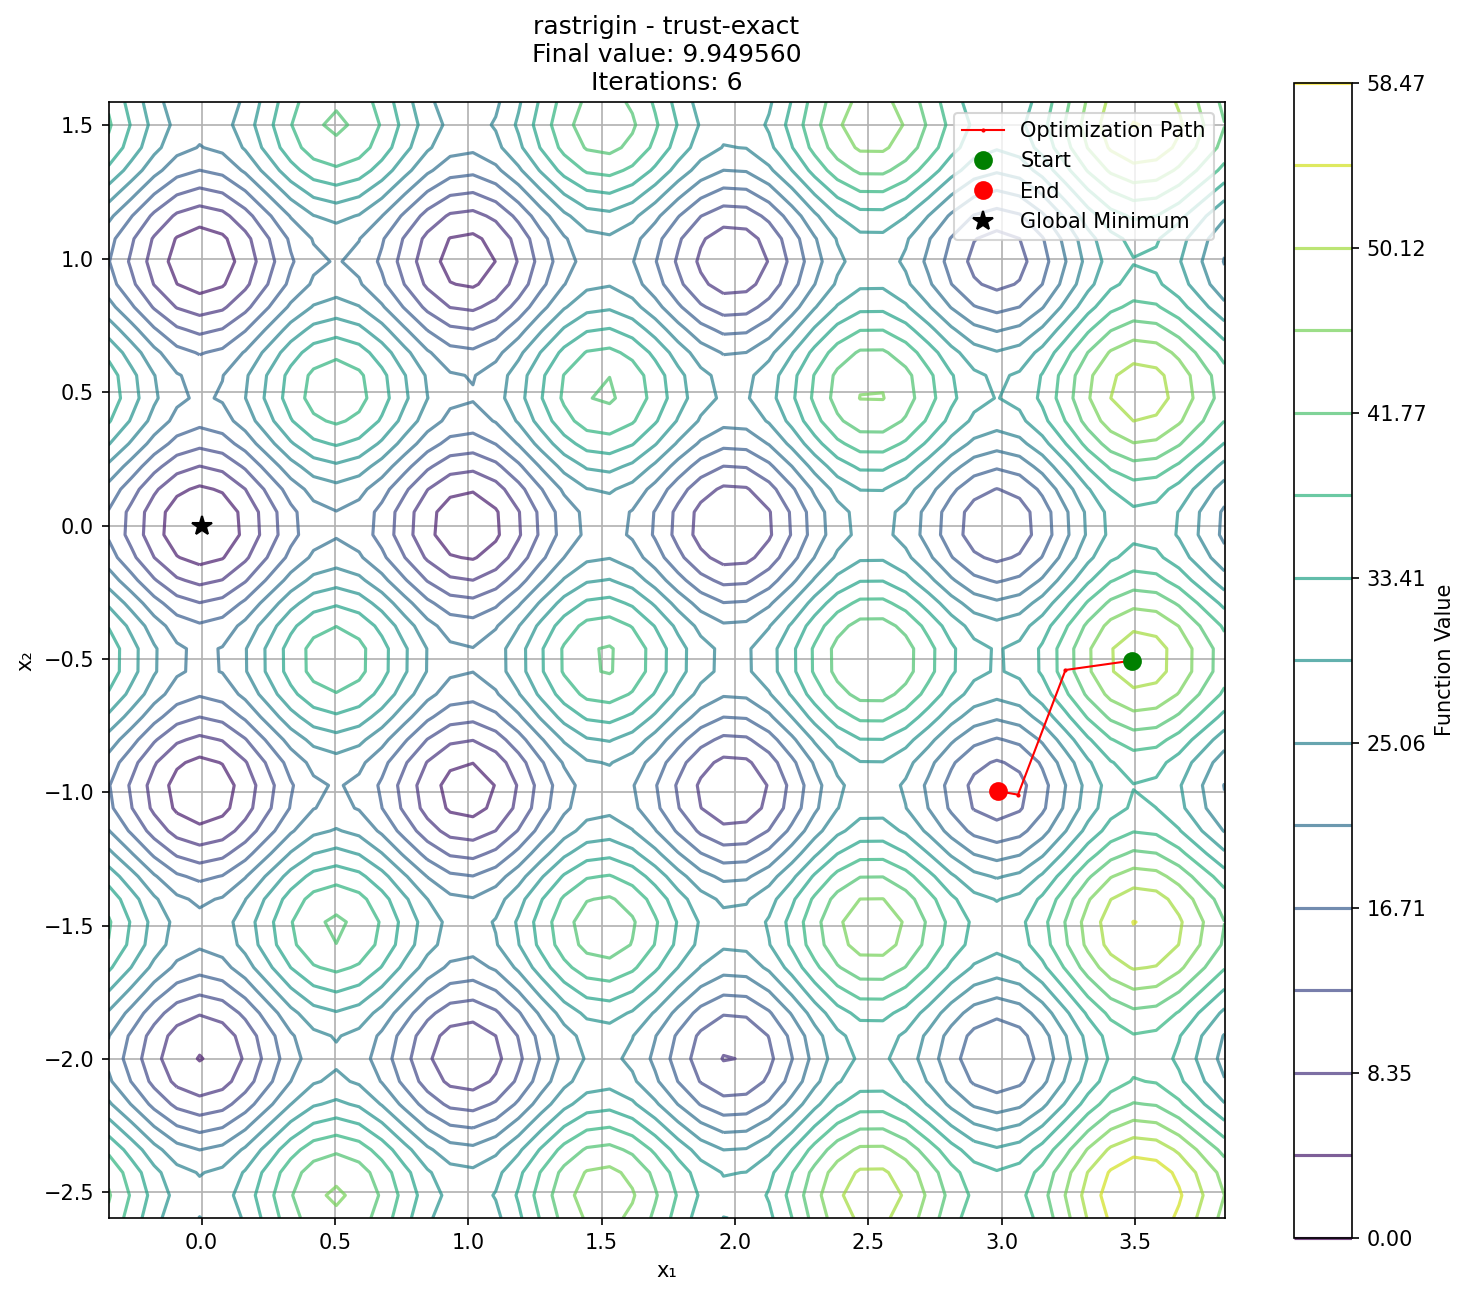 rastrigin - trust-exact
Final value: 9.949560
Iterations: 6
Optimization Path
Start
End
Global Minimum
1.5
1.0
0.5
0.0
−0.5
−1.0
−1.5
−2.0
−2.5
x₂
0.0
0.5
1.0
1.5
2.0
2.5
3.0
3.5
x₁
58.47
50.12
41.77
33.41
25.06
16.71
8.35
0.00
Function Value